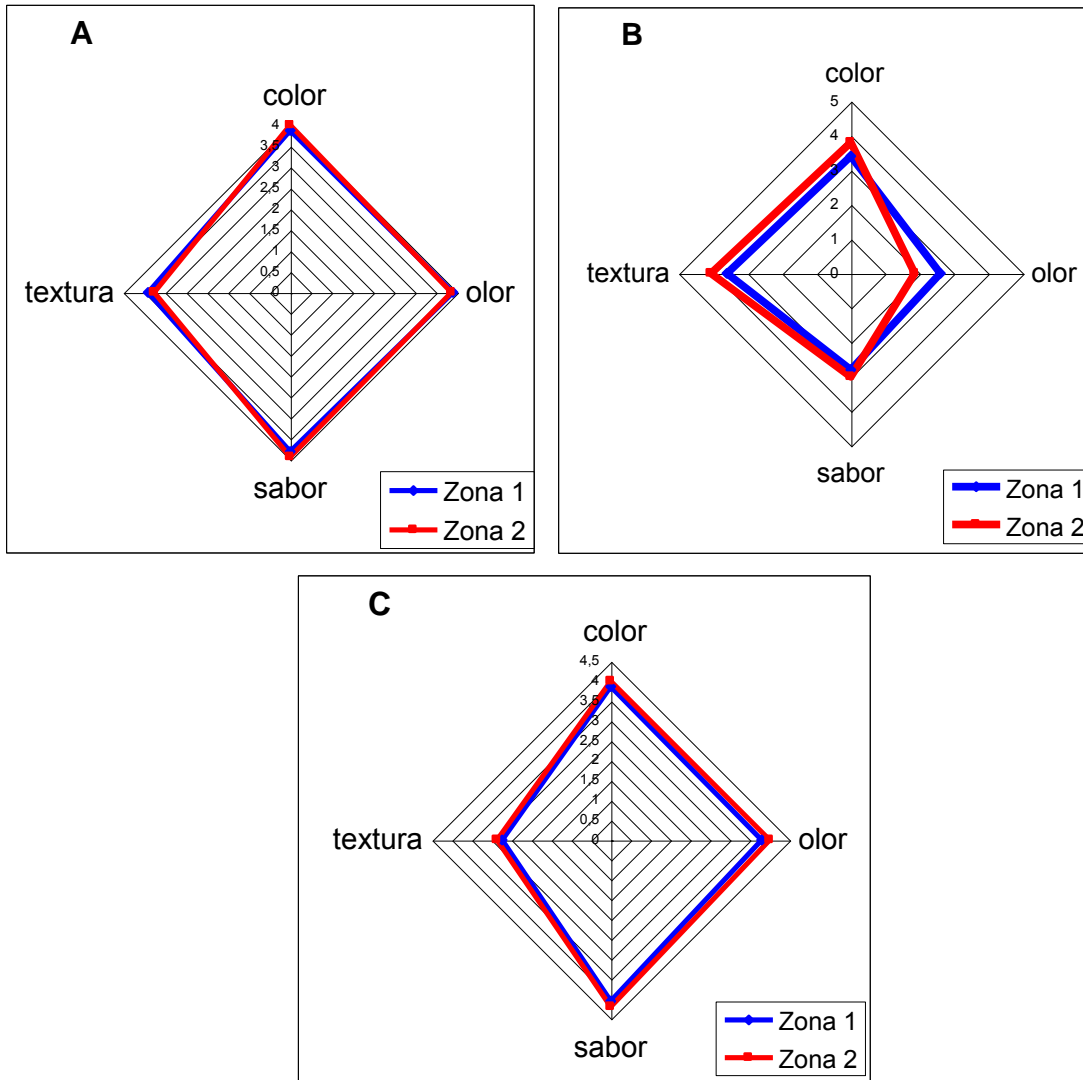 A
color
4
3,5
3
2,5
2
1,5
1
0,5
0
textura
olor
sabor
Zona 1
Zona 2
B
color
5
4
3
2
1
0
textura
olor
sabor
Zona 1
Zona 2
C
color
4,5
4
3,5
3
2,5
2
1,5
1
0,5
0
textura
olor
sabor
Zona 1
Zona 2